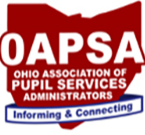 OAPSA
OHIO ASSOCIATION OF
PUPIL SERVICES
ADMINISTRATORS
Informing & Connecting